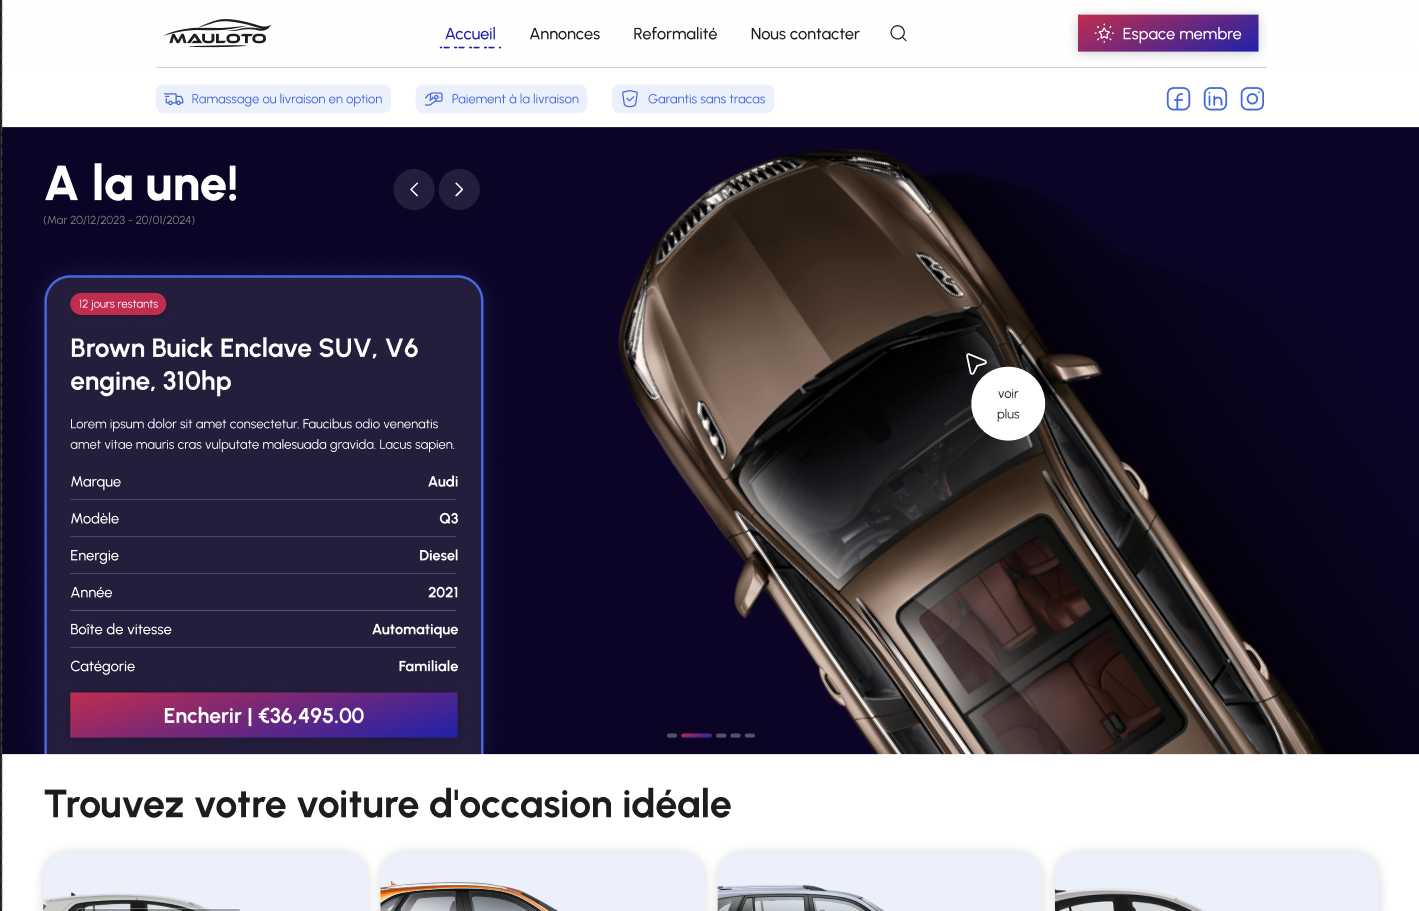 MAULOTO
Accueil
Annonces
Reformalité
Nous contacter
Espace membre
Ramassage ou livraison en option
Paiement à la livraison
Garantis sans tracas
A la une!
(Mar 20/12/2023 - 20/01/2024)
12 jours restants
Brown Buick Enclave SUV, V6
engine, 310hp
Lorem ipsum dolor sit amet consectetur. Faucibus odio venenatis
amet vitae mauris cras vulputate malesuada gravida. Lacus sapien.
Marque Audi
Modèle Q3
Energie Diesel
Année 2021
Boîte de vitesse Automatique
Catégorie Familiale
Encherir | €36,495.00
voir
plus
Trouvez votre voiture d'occasion idéale